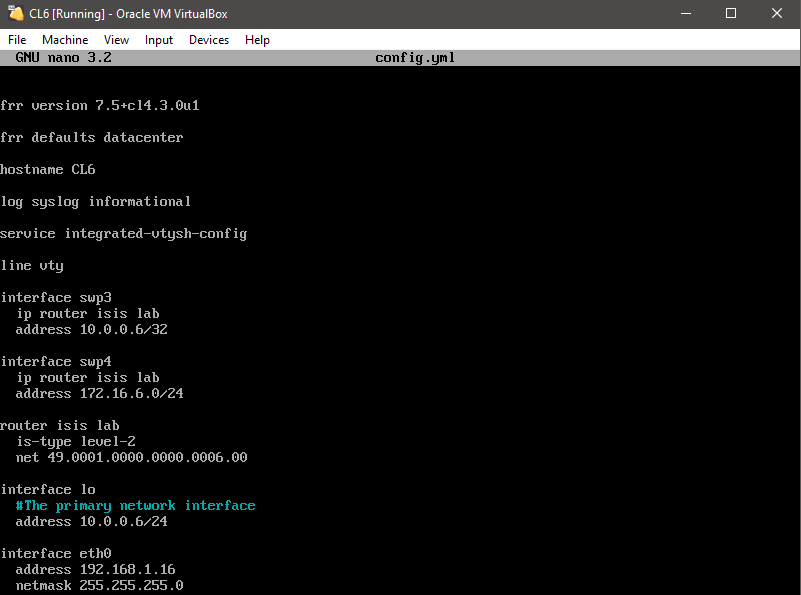 CL6 [Running] - Oracle VM VirtualBox
File Machine View Input Devices Help
GNU nano 3.2 config.yml
frr version 7.5+cl4.3.0u1
frr defaults datacenter
hostname CL6
log syslog informational
service integrated-vtysh-config
line vty
interface swp3
ip router isis lab
address 10.0.0.6/32
interface swp4
ip router isis lab
address 172.16.6.0/24
router isis lab
is-type level-2
net 49.0001.0000.0000.0006.00
interface lo
#The primary network interface
address 10.0.0.6/24
interface eth0
address 192.168.1.16
netmask 255.255.255.0